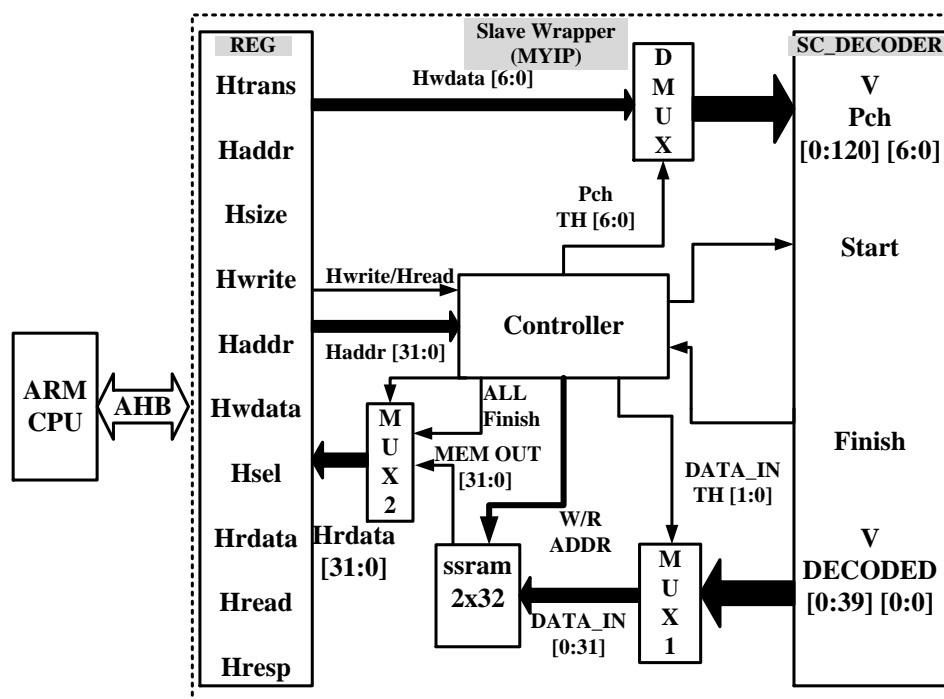 ARM
CPU
AHB
REG
Htrans
Haddr
Hsize
Hwrite
Haddr
Hwdata
Hsel
Hrdata
Hread
Hresp
Slave Wrapper
(MYIP)
Hwdata [6:0]
D
M
U
X
Pch
TH [6:0]
Hwrite/Hread
Haddr [31:0]
Controller
ALL
Finish
M
U
X
2
MEM OUT
[31:0]
Hrdata
[31:0]
W/R
ADDR
ssram
2x32
DATA_IN
[0:31]
DATA_IN
TH [1:0]
M
U
X
1
SC_DECODER
V
Pch
[0:120] [6:0]
Start
Finish
V
DECODED
[0:39] [0:0]